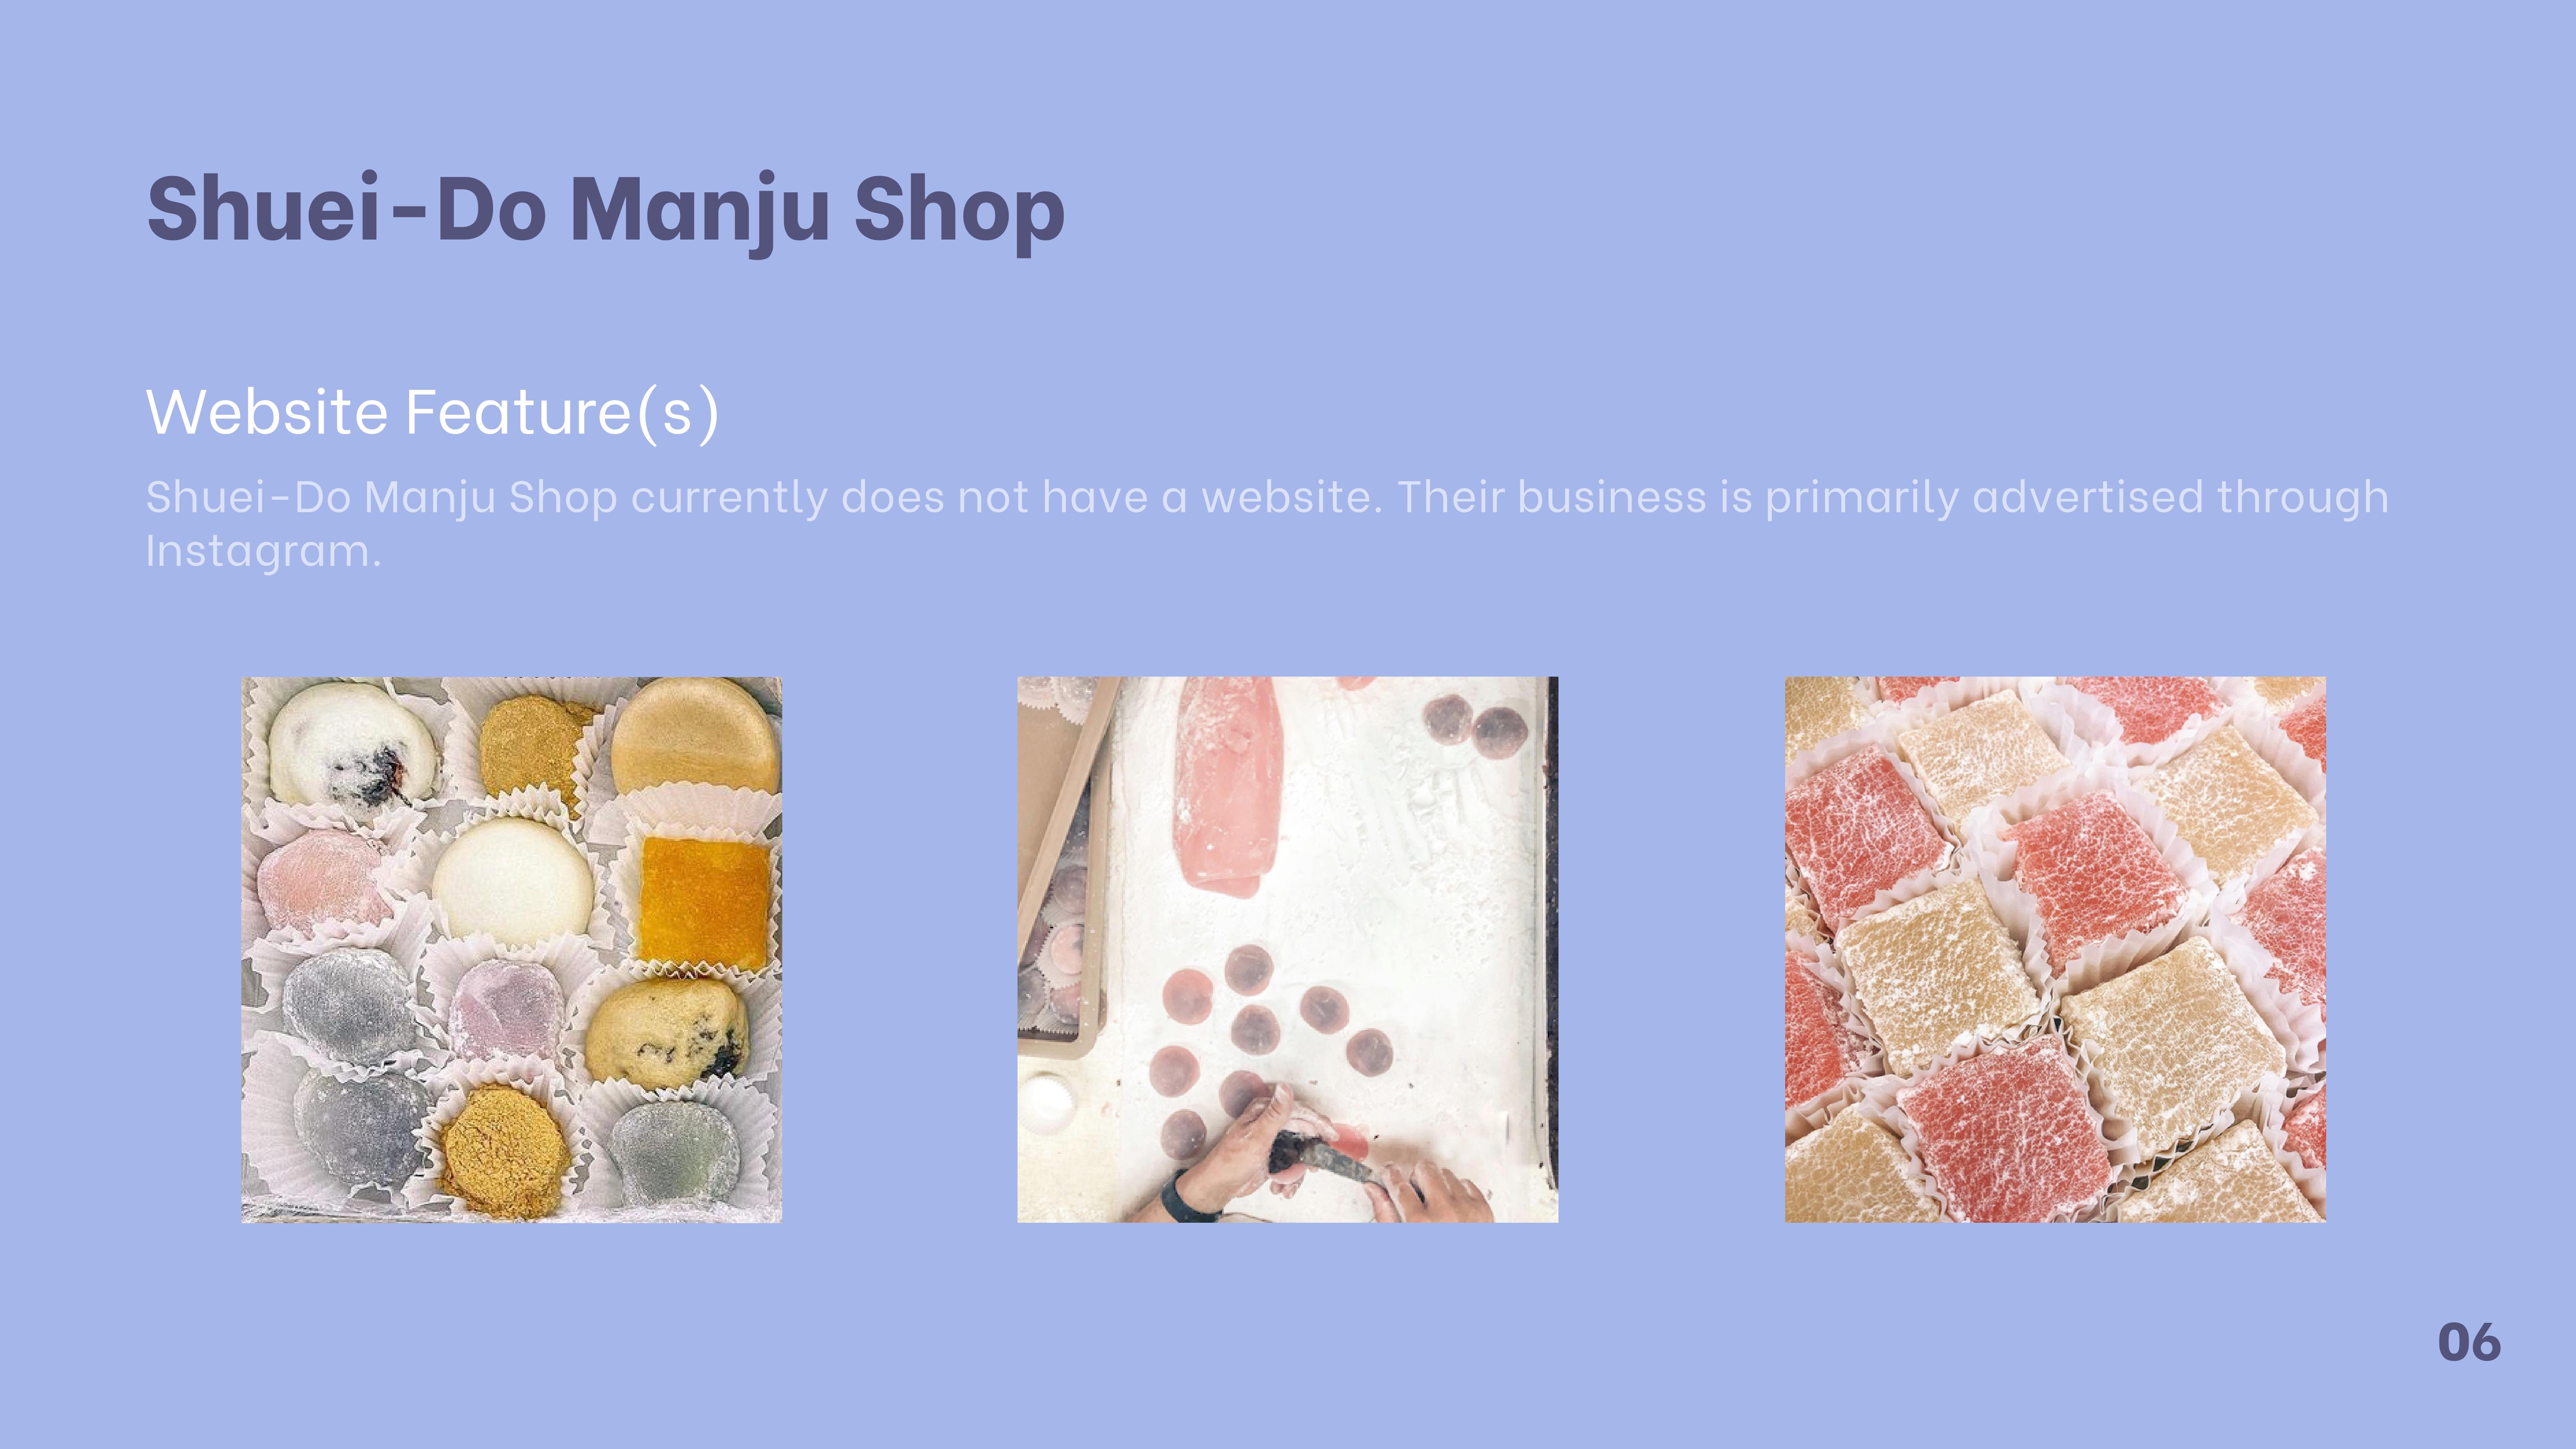 Shuei-Do Manju Shop
Website Feature(s)
Shuei-Do Manju Shop currently does not have a website. Their business is primarily advertised through
Instagram.
06